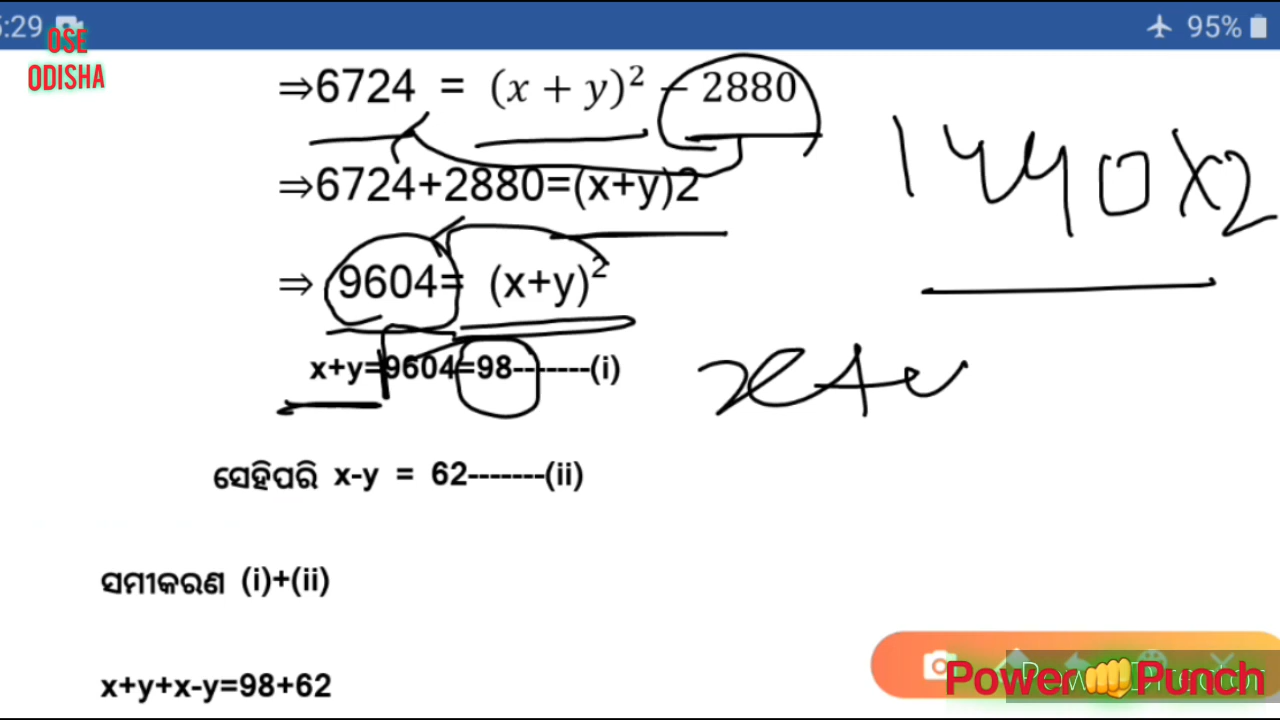 5:29
95%
OSE
ODISHA
⇒6724 = (x + y)² − 2880
1440x2
⇒6724+2880=(x+y)2
⇒ 9604= (x+y)²
x+y=9604=98-------(i)
ସେହିପରି x-y = 62-------(ii)
ସମୀକରଣ (i)+(ii)
x+y+x-y=98+62
Power Punch